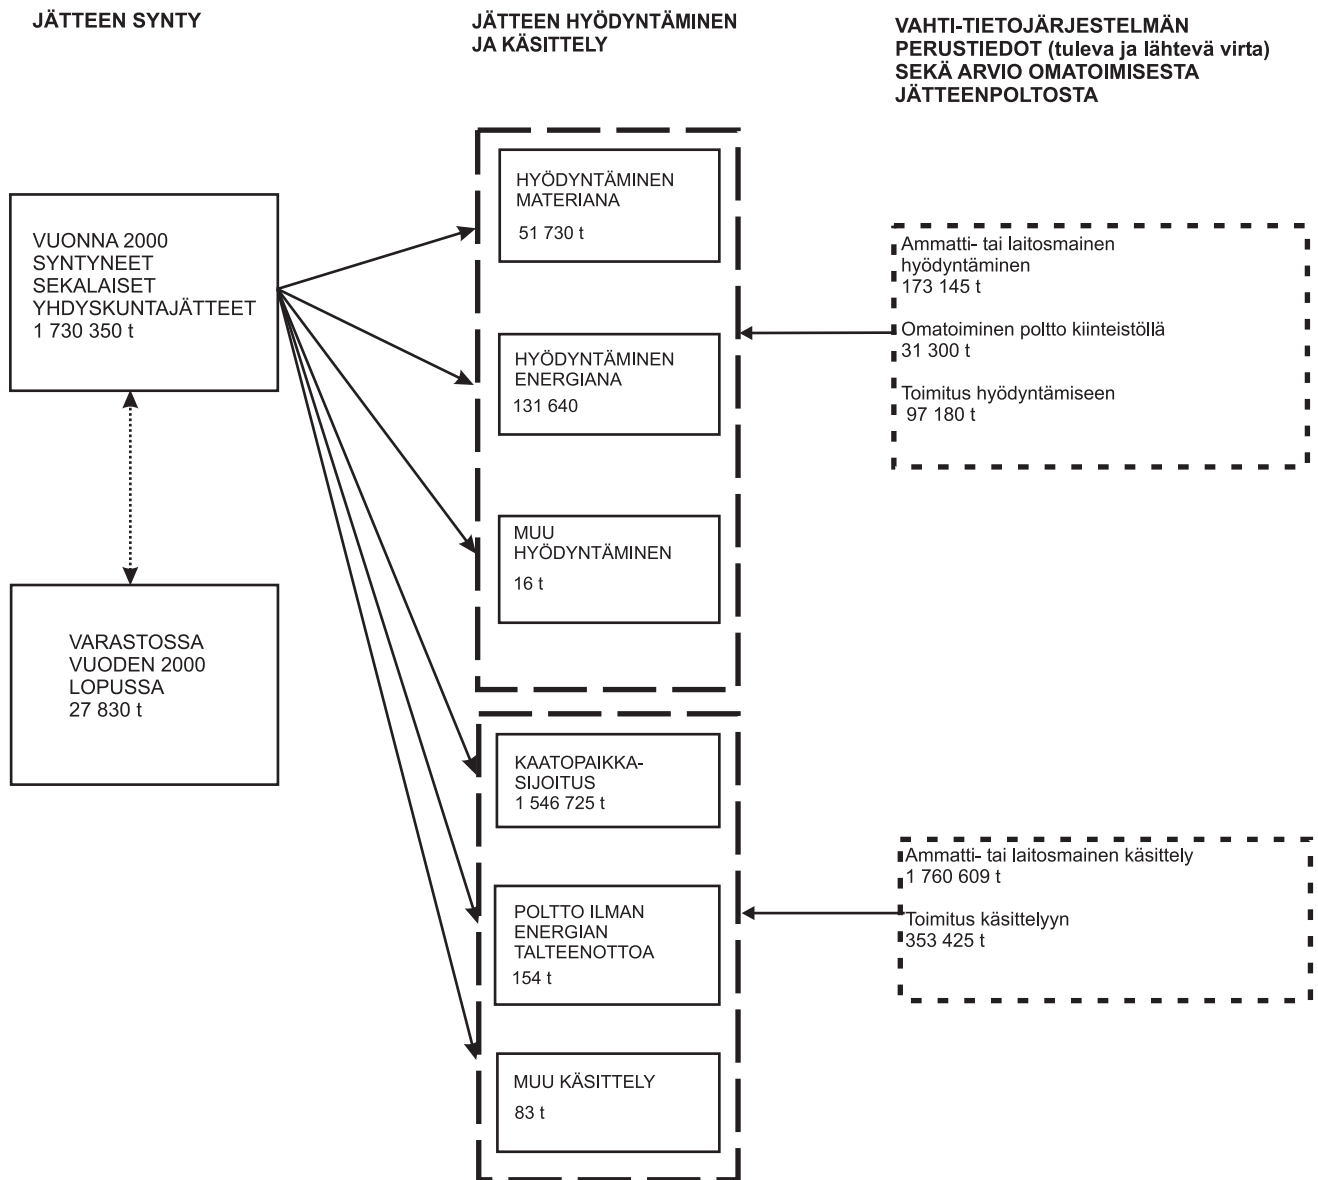 JÄTTEEN SYNTY
JÄTTEEN HYÖDYNTÄMINEN
JA KÄSITTELY
VAHTI-TIETOJÄRJESTELMÄN
PERUSTIEDOT (tuleva ja lähtevä virta)
SEKÄ ARVIO OMATOIMISESTA
JÄTTEENPOLTOSTA
VUONNA 2000
SYNTYNEET
SEKALAISET
YHDYSKUNTAJÄTTEET
1 730 350 t
VARASTOSSA
VUODEN 2000
LOPUSSA
27 830 t
HYÖDYNTÄMINEN
MATERIANA
51 730 t
HYÖDYNTÄMINEN
ENERGIANA
131 640
MUU
HYÖDYNTÄMINEN
16 t
KAATOPAIKKA-
SIJOITUS
1 546 725 t
POLTTO ILMAN
ENERGIAN
TALTEENOTTOA
154 t
MUU KÄSITTELY
83 t
Ammatti- tai laitosmainen
hyödyntäminen
173 145 t
Omatoiminen poltto kiinteistöllä
31 300 t
Toimitus hyödyntämiseen
97 180 t
Ammatti- tai laitosmainen käsittely
1 760 609 t
Toimitus käsittelyyn
353 425 t